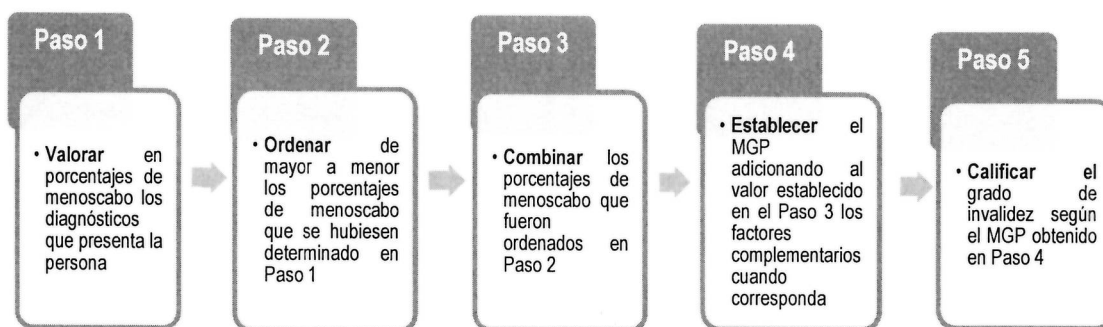 Paso 1
• Valorar en
porcentajes de
menoscabo los
diagnósticos
que presenta la
persona
Paso 2
• Ordenar de
mayor a menor
los porcentajes
de menoscabo
que se hubiesen
determinado en
Paso 1
Paso 3
• Combinar los
porcentajes de
menoscabo que
fueron
ordenados en
Paso 2
Paso 4
• Establecer el
MGP
adicionando al
valor establecido
en el Paso 3 los
factores
complementarios
cuando
corresponda
Paso 5
• Calificar el
grado de
invalidez según
el MGP obtenido
en Paso 4